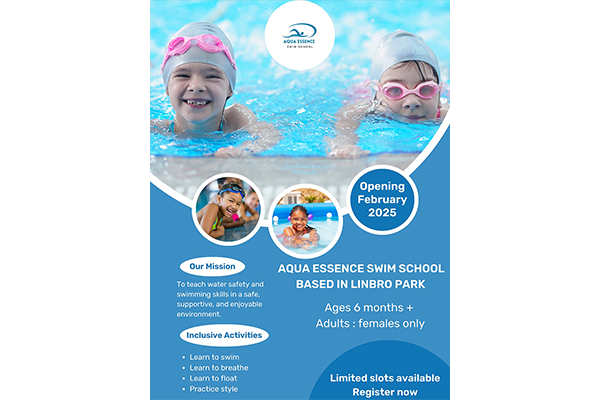 AQUA ESSENCE
SWIM SCHOOL
Opening
February
2025
Our Mission
To teach water safety and
swimming skills in a safe,
supportive, and enjoyable
environment.
Inclusive Activities
• Learn to swim
• Learn to breathe
• Learn to float
• Practice style
AQUA ESSENCE SWIM SCHOOL
BASED IN LINBRO PARK
Ages 6 months +
Adults : females only
Limited slots available
Register now